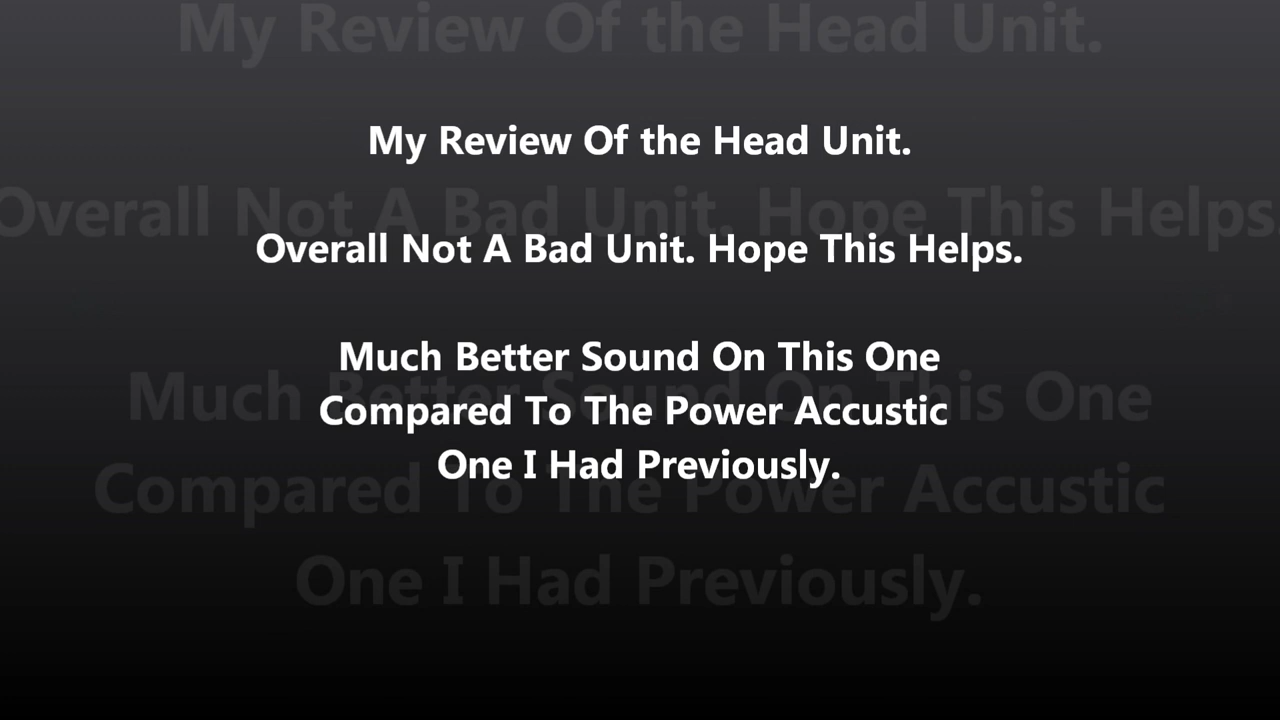 My Review Of the Head Unit.
Overall Not A Bad Unit. Hope This Helps.
Much Better Sound On This One
Compared To The Power Accustic
One I Had Previously.